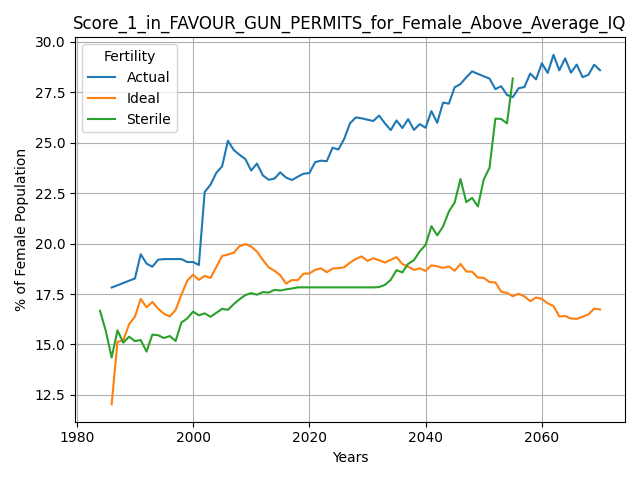 Score_1_in_FAVOUR_GUN_PERMITS_for_Female_Above_Average_IQ
Fertility
Actual
Ideal
Sterile
% of Female Population
30.0
27.5
25.0
22.5
20.0
17.5
15.0
12.5
1980 2000 2020 2040 2060
Years